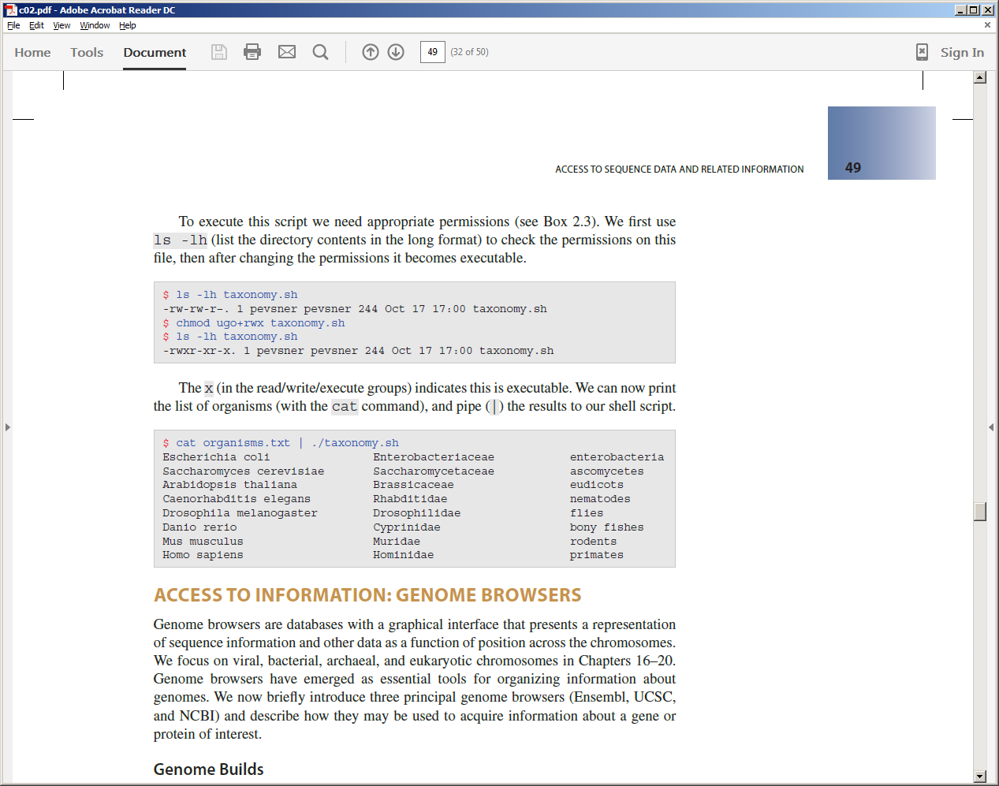 c02.pdf - Adobe Acrobat Reader DC
File Edit View Window Help
Home Tools Document 49 (32 of 50) Sign In
ACCESS TO SEQUENCE DATA AND RELATED INFORMATION 49
To execute this script we need appropriate permissions (see Box 2.3). We first use
ls -lh (list the directory contents in the long format) to check the permissions on this
file, then after changing the permissions it becomes executable.
$ ls -lh taxonomy.sh
-rw-rw-r–. 1 pevsner pevsner 244 Oct 17 17:00 taxonomy.sh
$ chmod ugo+rwx taxonomy.sh
$ ls -lh taxonomy.sh
-rwxr-xr-x. 1 pevsner pevsner 244 Oct 17 17:00 taxonomy.sh
The x (in the read/write/execute groups) indicates this is executable. We can now print
the list of organisms (with the cat command), and pipe (|) the results to our shell script.
$ cat organisms.txt | ./taxonomy.sh
Escherichia coli Enterobacteriaceae enterobacteria
Saccharomyces cerevisiae Saccharomycetaceae ascomycetes
Arabidopsis thaliana Brassicaceae eudicots
Caenorhabditis elegans Rhabditidae nematodes
Drosophila melanogaster Drosophilidae flies
Danio rerio Cyprinidae bony fishes
Mus musculus Muridae rodents
Homo sapiens Hominidae primates
ACCESS TO INFORMATION: GENOME BROWSERS
Genome browsers are databases with a graphical interface that presents a representation
of sequence information and other data as a function of position across the chromosomes.
We focus on viral, bacterial, archaeal, and eukaryotic chromosomes in Chapters 16–20.
Genome browsers have emerged as essential tools for organizing information about
genomes. We now briefly introduce three principal genome browsers (Ensembl, UCSC,
and NCBI) and describe how they may be used to acquire information about a gene or
protein of interest.
Genome Builds